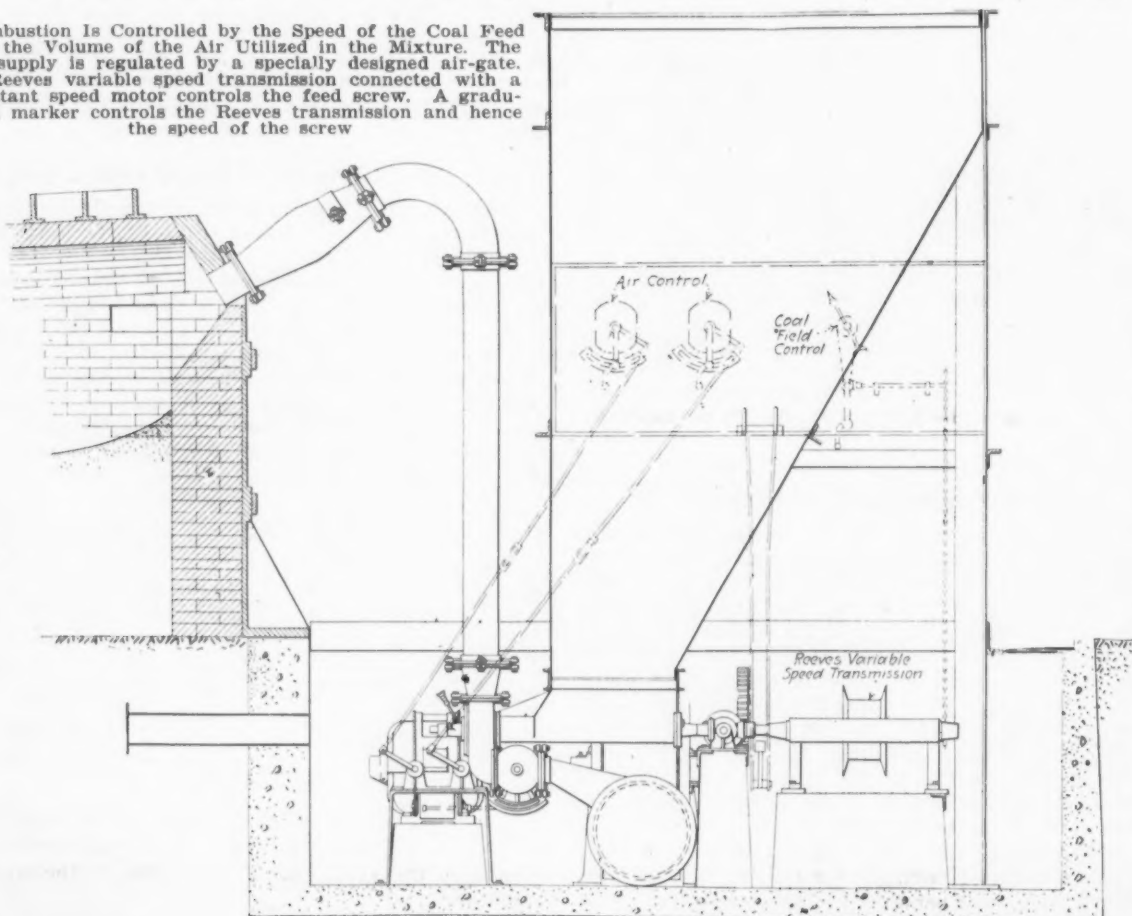 mbustion Is Controlled by the Speed of the Coal Feed
the Volume of the Air Utilized in the Mixture. The
supply is regulated by a specially designed air-gate.
Reeves variable speed transmission connected with a
tant speed motor controls the feed screw. A gradu-
marker controls the Reeves transmission and hence
the speed of the screw
Air Control
Coal
Field
Control
Reeves Variable
Speed Transmission